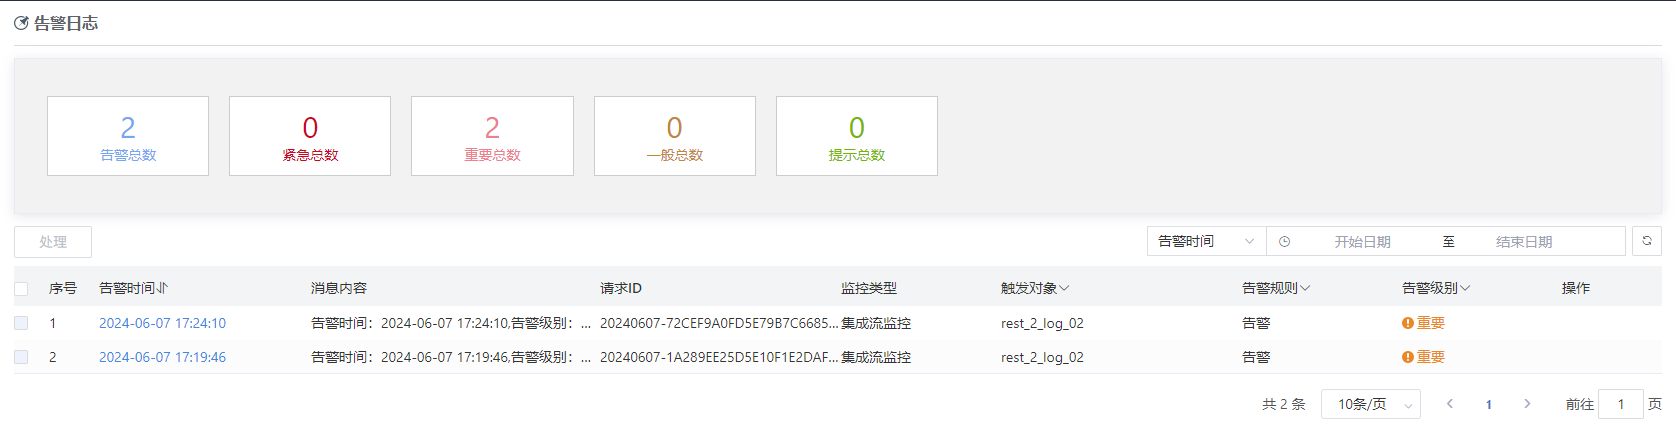 告警日志
2 0 2 0 0
告警总数 紧急总数 重要总数 一般总数 提示总数
处理 告警时间 开始日期 至 结束日期
序号 告警时间 消息内容 请求ID 监控类型 触发对象 告警规则 告警级别 操作
1 2024-06-07 17:24:10 告警时间：2024-06-07 17:24:10,告警级别：... 20240607-72CEF9A0FD5E79B7C6685... 集成流监控 rest_2_log_02 告警 重要
2 2024-06-07 17:19:46 告警时间：2024-06-07 17:19:46,告警级别：... 20240607-1A289EE25D5E10F1E2DAF... 集成流监控 rest_2_log_02 告警 重要
共 2 条 10条/页 1 前往 1 页